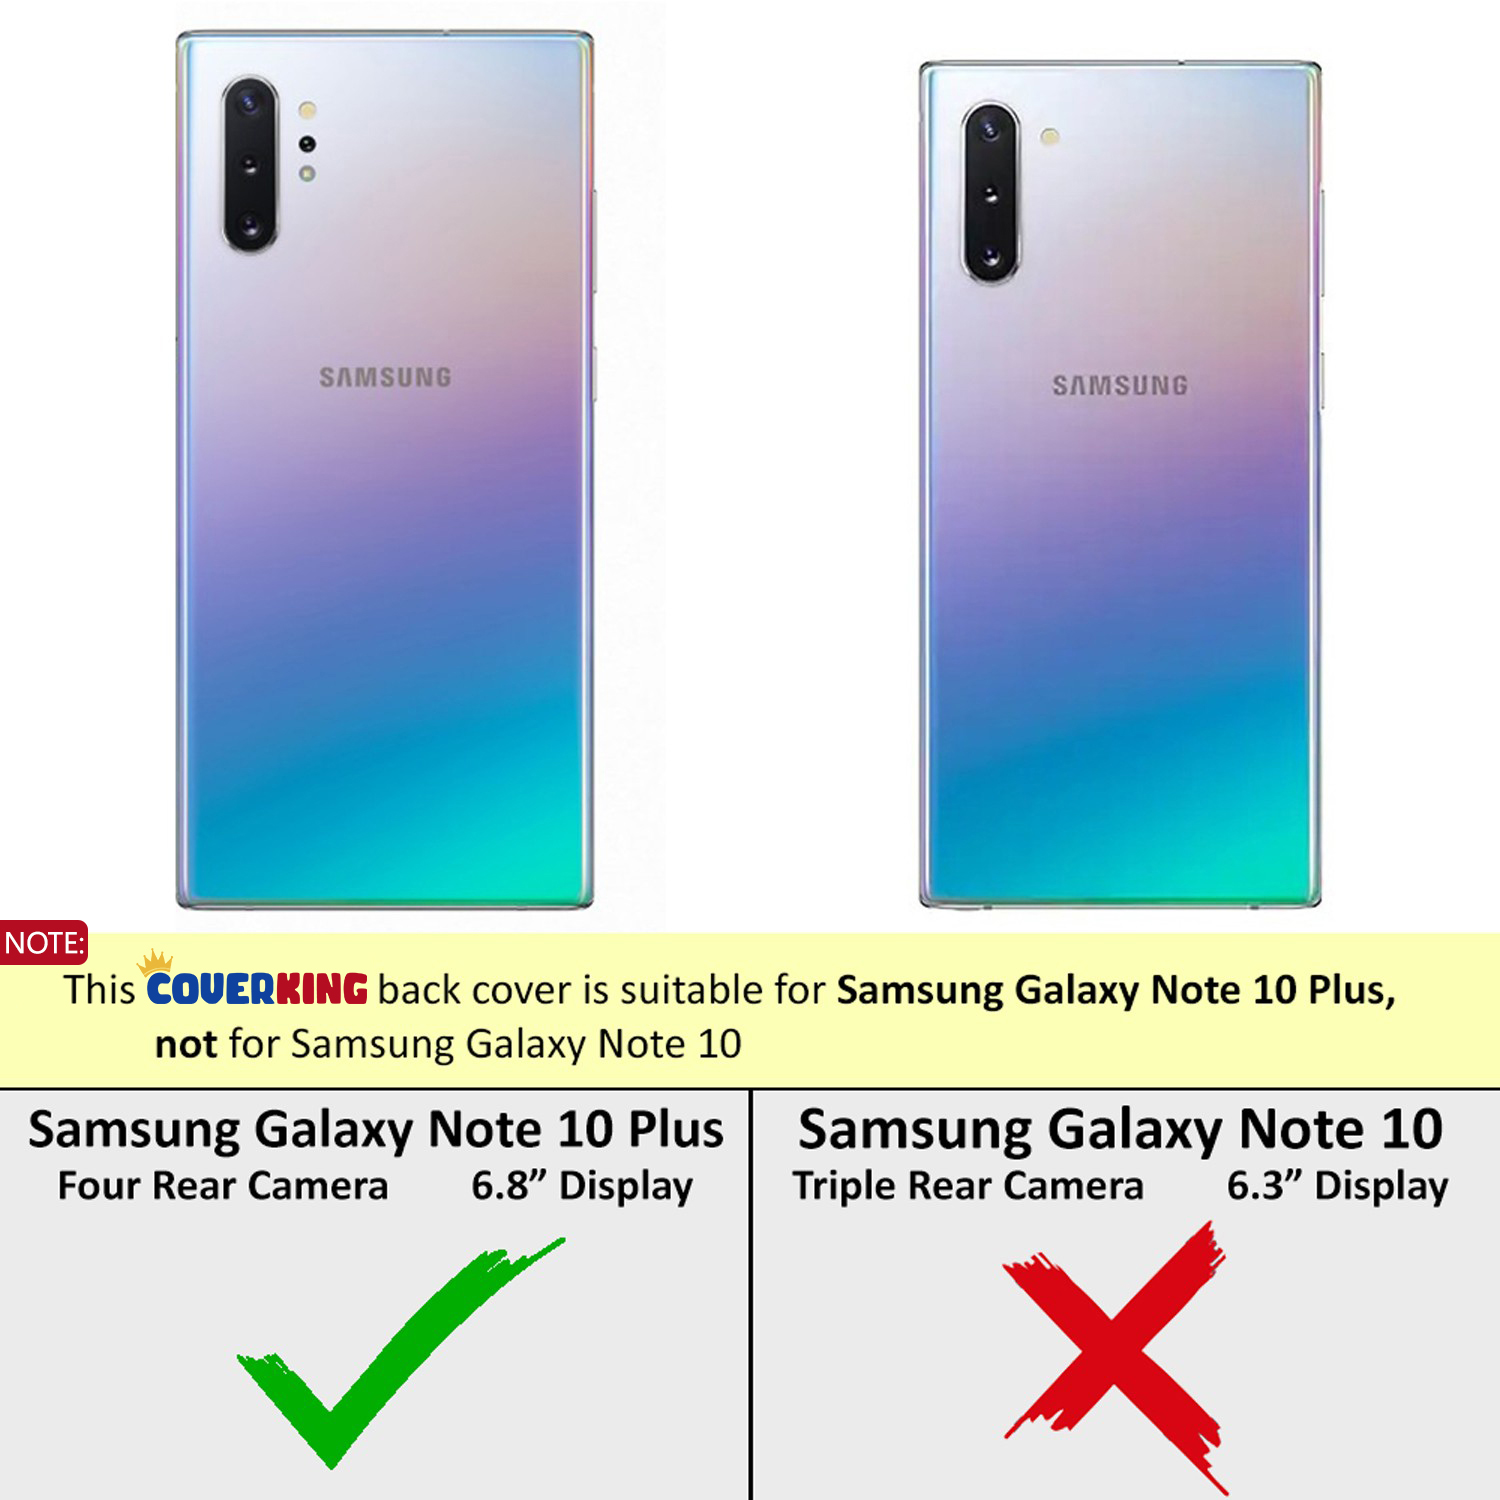 SAMSUNG
SAMSUNG
NOTE:
This COVERKING back cover is suitable for Samsung Galaxy Note 10 Plus,
not for Samsung Galaxy Note 10
Samsung Galaxy Note 10 Plus
Four Rear Camera 6.8” Display
Samsung Galaxy Note 10
Triple Rear Camera 6.3” Display